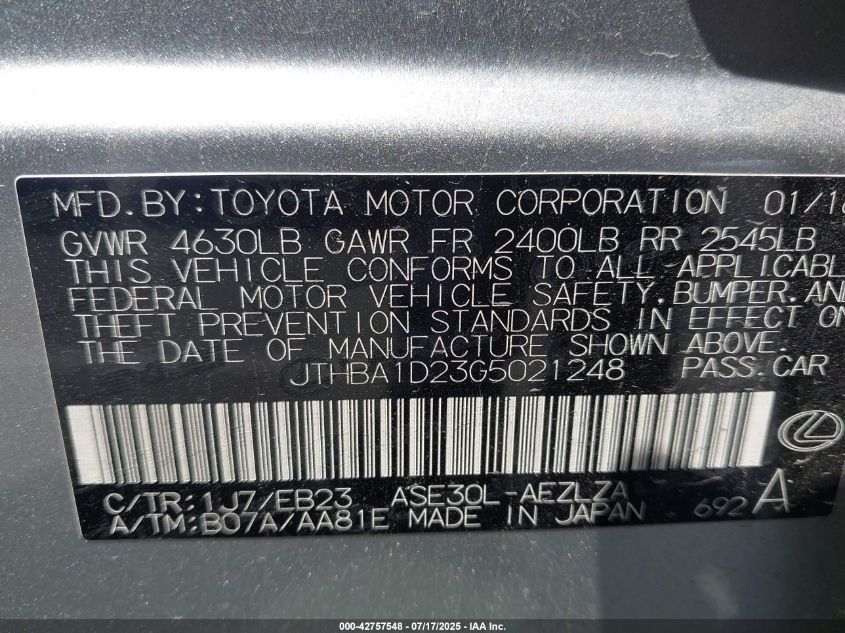 MFD.BY:TOYOTA MOTOR CORPORATION 01/16
GVWR 4630LB GAWR FR 2400LB RR 2545LB
THIS VEHICLE CONFORMS TO ALL APPLICABL
FEDERAL MOTOR VEHICLE SAFETY.BUMPER.AN
THEFT PREVENTION STANDARDS IN EFFECT ON
THE DATE OF MANUFACTURE SHOWN ABOVE.
JTHBA1D23G5021248 PASS.CAR
C/TR:1J7/EB23 ASE30L-AEZLZA
A/TM:B07A/AA81E MADE IN JAPAN 692 A
000-42757548 - 07/17/2025 - IAA Inc.